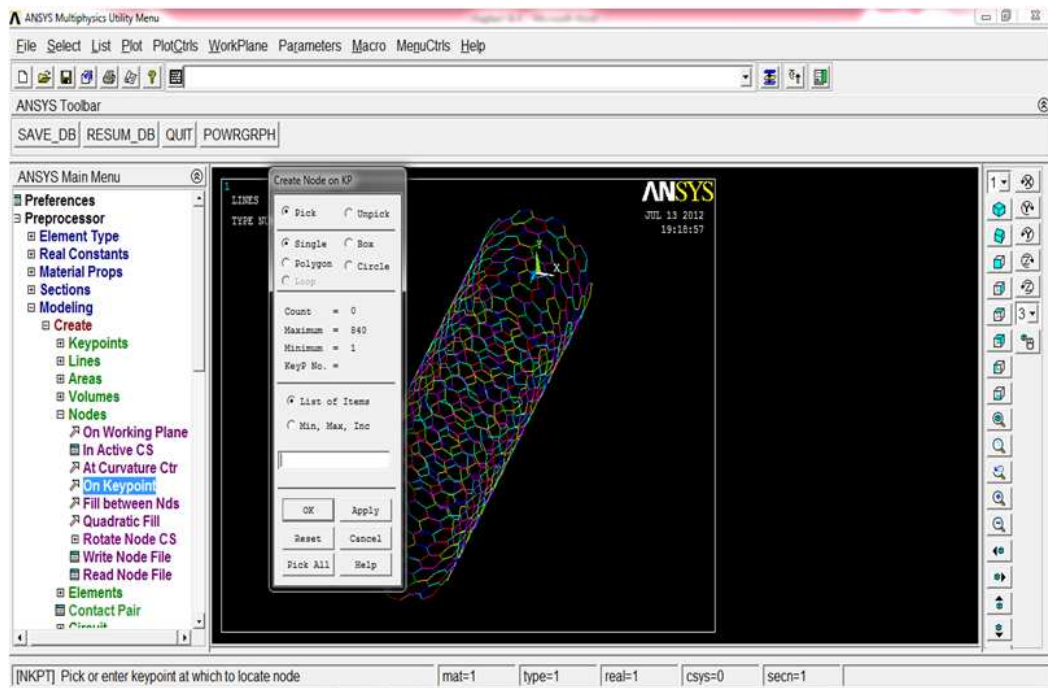 ANSYS Multiphysics Utility Menu
File Select List Plot PlotCtrls WorkPlane Parameters Macro MenuCtrls Help
ANSYS Toolbar
SAVE_DB RESUM_DB QUIT POWRGRPH
ANSYS Main Menu
Preferences
Preprocessor
Element Type
Real Constants
Material Props
Sections
Modeling
Create
Keypoints
Lines
Areas
Volumes
Nodes
On Working Plane
In Active CS
At Curvature Ctr
On Keypoint
Fill between Nds
Quadratic Fill
Rotate Node CS
Write Node File
Read Node File
Elements
Contact Pair
Circuit
1
LINES
TYPE
Create Node on KP
Pick Unpick
Single Box
Polygon Circle
Loop
Count = 0
Maximum = 840
Minimum = 1
KeyP No. =
List of Items
Min, Max, Inc
OK Apply
Reset Cancel
Pick All Help
ANSYS
JUL 13 2012
19:18:57
Y
X
1
3
[NKPT] Pick or enter keypoint at which to locate node
mat=1 type=1 real=1 csys=0 secn=1